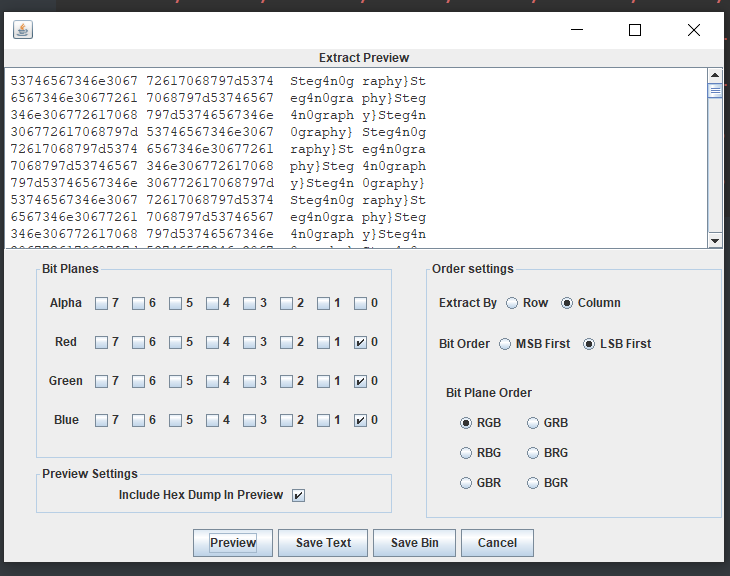 Extract Preview
53746567346e3067 72617068797d5374 Steg4n0g raphy}St
6567346e30677261 7068797d53746567 eg4n0gra phy}Steg
346e306772617068 797d53746567346e 4n0graph y}Steg4n
306772617068797d 53746567346e3067 0graphy} Steg4n0g
72617068797d5374 6567346e30677261 raphy}St eg4n0gra
7068797d53746567 346e306772617068 phy}Steg 4n0graph
797d53746567346e 306772617068797d y}Steg4n 0graphy}
53746567346e3067 72617068797d5374 Steg4n0g raphy}St
6567346e30677261 7068797d53746567 eg4n0gra phy}Steg
346e306772617068 797d53746567346e 4n0graph y}Steg4n
Bit Planes
Alpha 7 6 5 4 3 2 1 0
Red 7 6 5 4 3 2 1 0
Green 7 6 5 4 3 2 1 0
Blue 7 6 5 4 3 2 1 0
Preview Settings
Include Hex Dump In Preview
Order settings
Extract By Row Column
Bit Order MSB First LSB First
Bit Plane Order
RGB GRB
RBG BRG
GBR BGR
Preview Save Text Save Bin Cancel